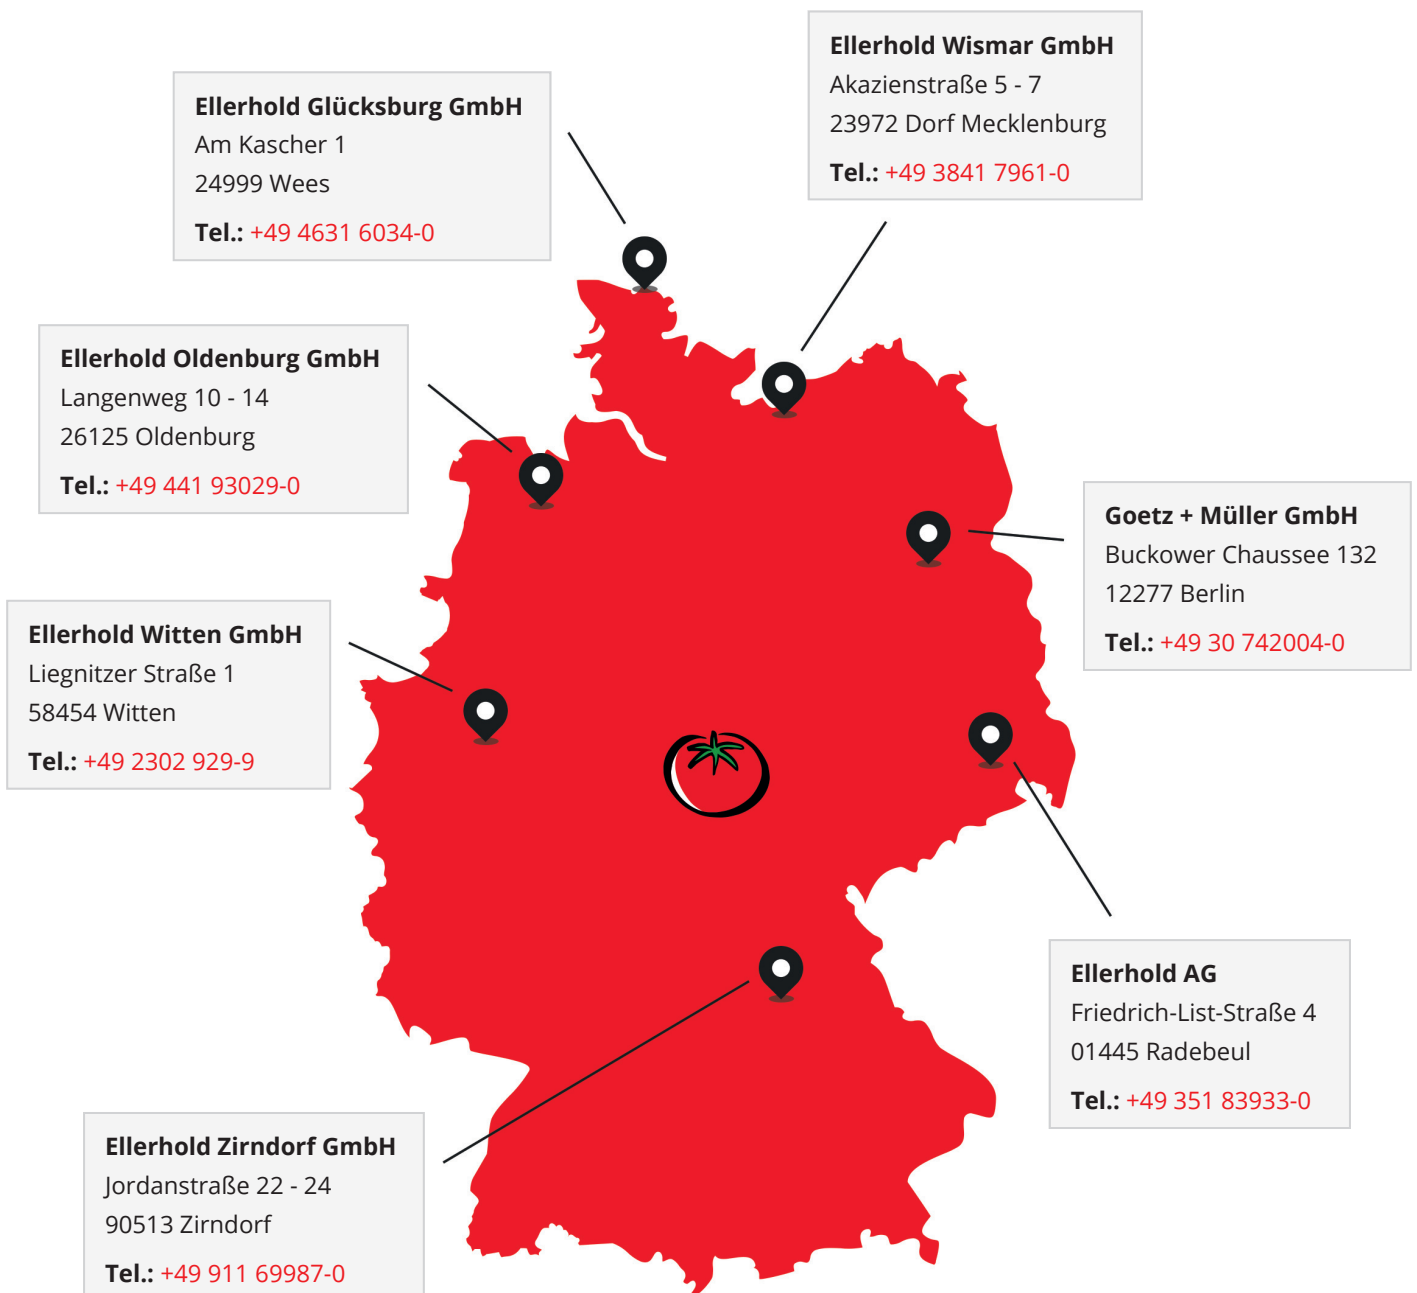 Ellerhold Wismar GmbH
Akazienstraße 5 - 7
23972 Dorf Mecklenburg
Tel.: +49 3841 7961-0
Ellerhold Glücksburg GmbH
Am Kascher 1
24999 Wees
Tel.: +49 4631 6034-0
Ellerhold Oldenburg GmbH
Langenweg 10 - 14
26125 Oldenburg
Tel.: +49 441 93029-0
Goetz + Müller GmbH
Buckower Chaussee 132
12277 Berlin
Tel.: +49 30 742004-0
Ellerhold Witten GmbH
Liegnitzer Straße 1
58454 Witten
Tel.: +49 2302 929-9
Ellerhold AG
Friedrich-List-Straße 4
01445 Radebeul
Tel.: +49 351 83933-0
Ellerhold Zirndorf GmbH
Jordanstraße 22 - 24
90513 Zirndorf
Tel.: +49 911 69987-0